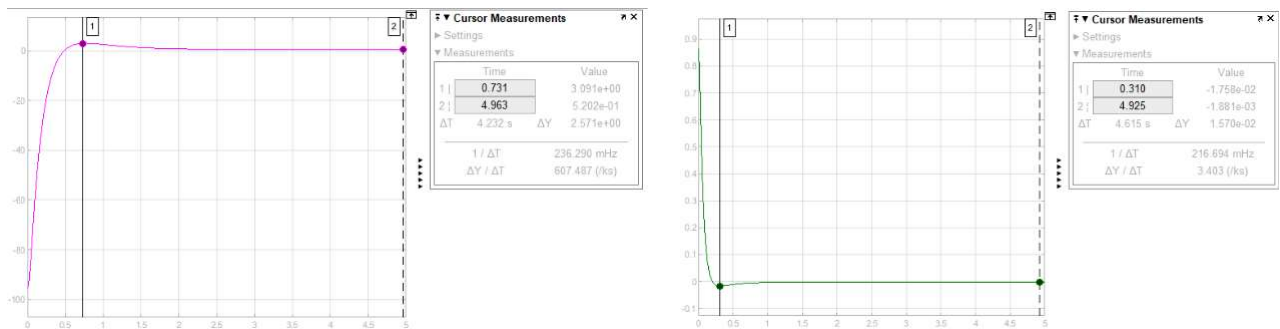 1 2
0
-20
-40
-60
-80
-100
0 0.5 1 1.5 2 2.5 3 3.5 4 4.5 5
Cursor Measurements
Settings
Measurements
Time Value
1 | 0.731 3.091e+00
2 ¦ 4.963 5.202e-01
ΔT 4.232 s ΔY 2.571e+00
1 / ΔT 236.290 mHz
ΔY / ΔT 607.487 (/ks)
1 2
0.9
0.8
0.7
0.6
0.5
0.4
0.3
0.2
0.1
0
-0.1
0 0.5 1 1.5 2 2.5 3 3.5 4 4.5 5
Cursor Measurements
Settings
Measurements
Time Value
1 | 0.310 -1.758e-02
2 ¦ 4.925 -1.881e-03
ΔT 4.615 s ΔY 1.570e-02
1 / ΔT 216.694 mHz
ΔY / ΔT 3.403 (/ks)